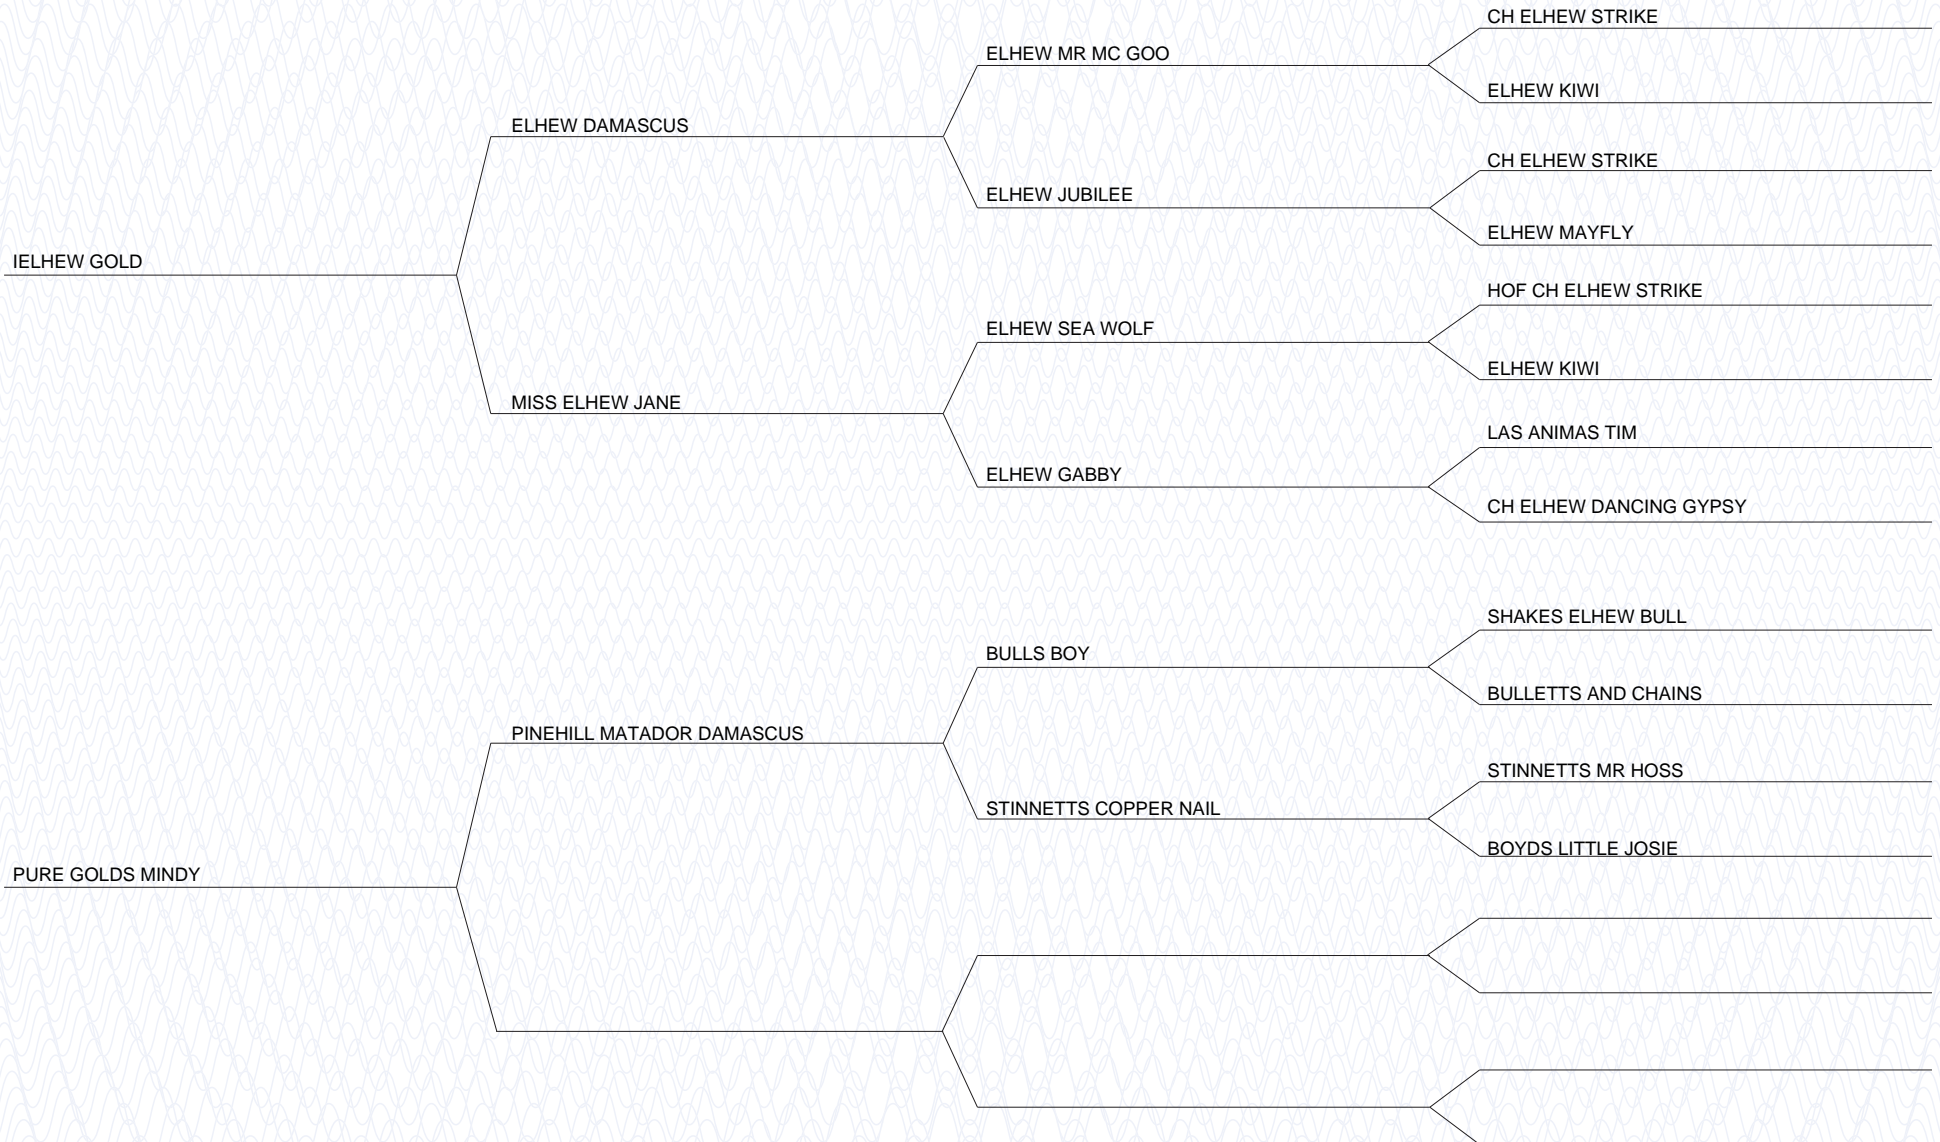 CH ELHEW STRIKE
ELHEW MR MC GOO
ELHEW KIWI
ELHEW DAMASCUS
CH ELHEW STRIKE
ELHEW JUBILEE
ELHEW MAYFLY
IELHEW GOLD
HOF CH ELHEW STRIKE
ELHEW SEA WOLF
ELHEW KIWI
MISS ELHEW JANE
LAS ANIMAS TIM
ELHEW GABBY
CH ELHEW DANCING GYPSY
SHAKES ELHEW BULL
BULLS BOY
BULLETTS AND CHAINS
PINEHILL MATADOR DAMASCUS
STINNETTS MR HOSS
STINNETTS COPPER NAIL
BOYDS LITTLE JOSIE
PURE GOLDS MINDY